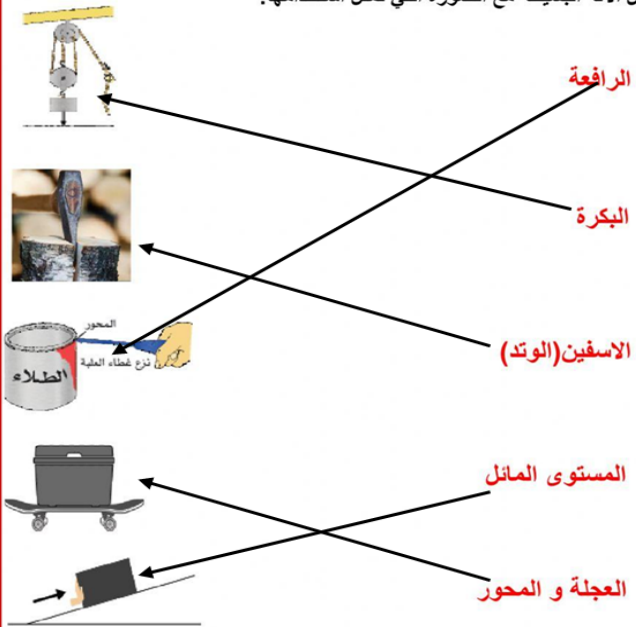 الرافعة
البكرة
الاسفين(الوتد)
المحور
نزع غطاء العلبة
الطلاء
المستوى المائل
العجلة و المحور